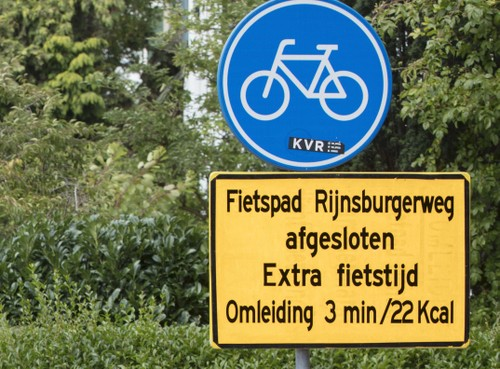 KVR
Fietspad Rijnsburgerweg
afgesloten
Extra fietstijd
Omleiding 3 min/22 Kcal